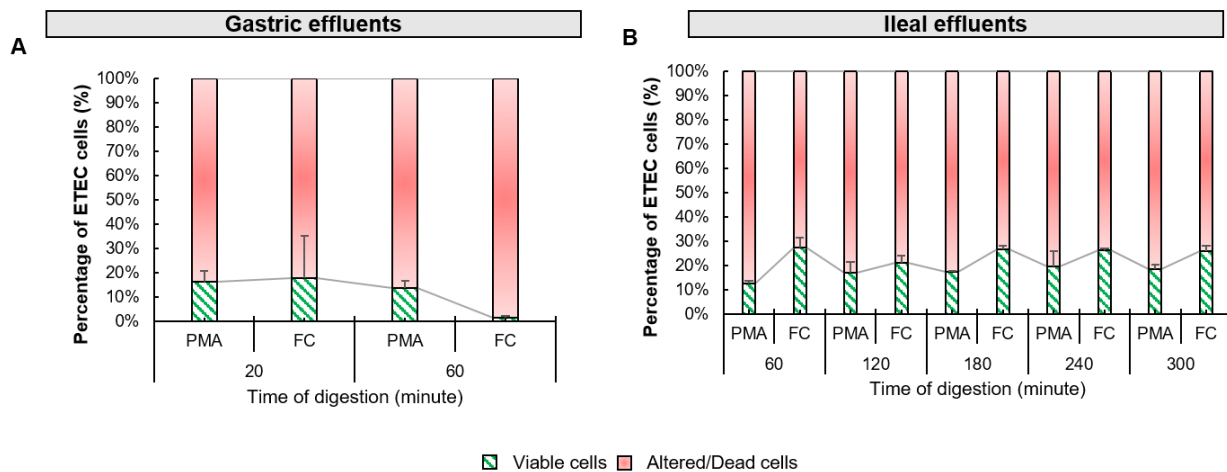 Gastric effluents
A
Percentage of ETEC cells (%)
100%
90%
80%
70%
60%
50%
40%
30%
20%
10%
0%
PMA FC PMA FC
20 60
Time of digestion (minute)
Ileal effluents
B
Percentage of ETEC cells (%)
100%
90%
80%
70%
60%
50%
40%
30%
20%
10%
0%
PMA FC PMA FC PMA FC PMA FC PMA FC
60 120 180 240 300
Time of digestion (minute)
Viable cells Altered/Dead cells